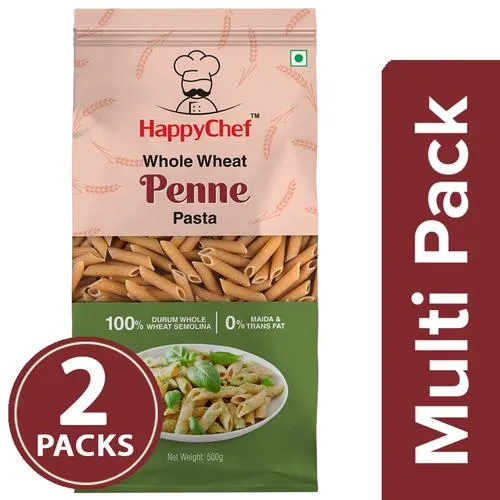 HappyChef™
Whole Wheat
Penne
Pasta
100% DURUM WHOLE
WHEAT SEMOLINA
0% MAIDA &
TRANS FAT
Net Weight: 500g
2
PACKS
Multi Pack